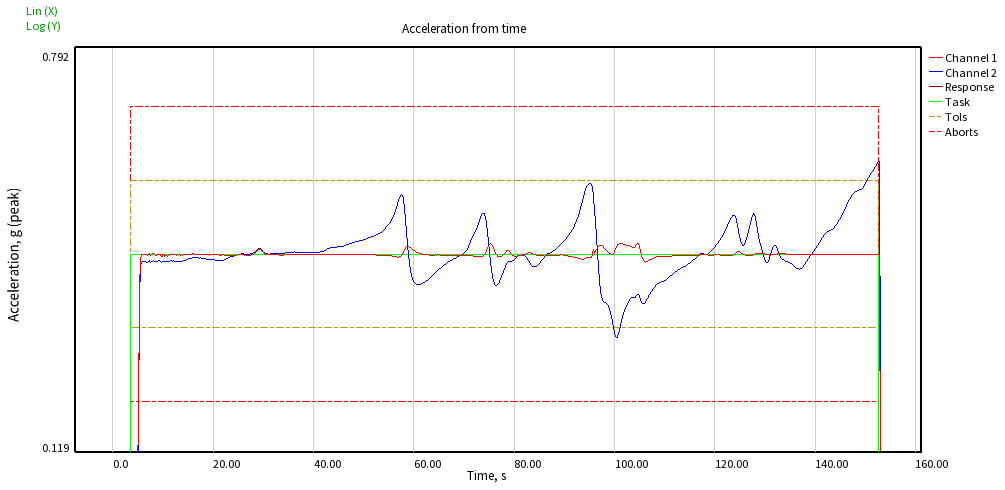 Lin (X)
Log (Y)
Acceleration from time
0.792
Acceleration, g (peak)
0.119
0.0 20.00 40.00 60.00 80.00 100.00 120.00 140.00 160.00
Time, s
Channel 1
Channel 2
Response
Task
Tols
Aborts